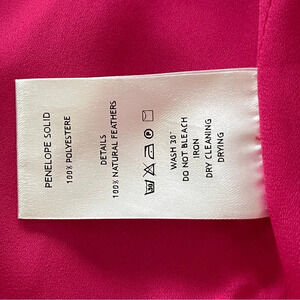 PENELOPE SOLID
100% POLYESTERE
DETAILS
100% NATURAL FEATHERS
WASH 30°
DO NOT BLEACH
IRON
DRY CLEANING
DRYING